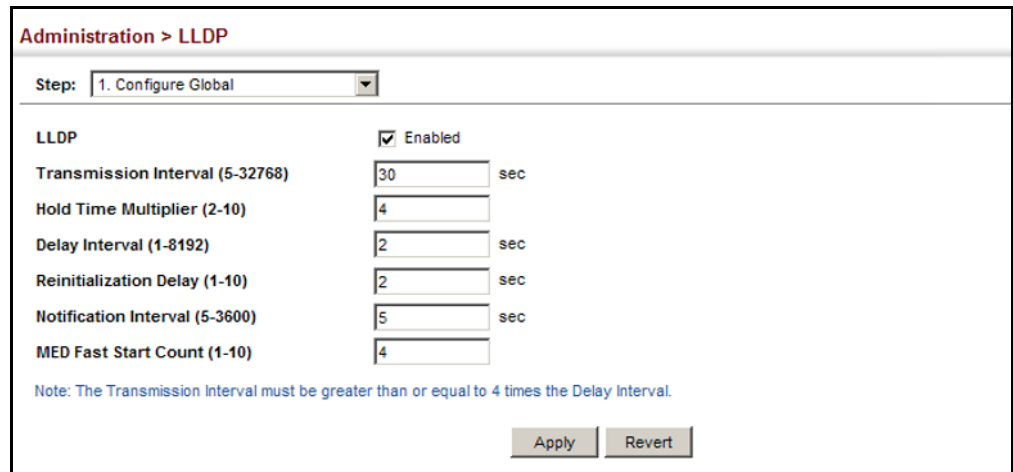 Administration > LLDP
Step: 1. Configure Global
LLDP Enabled
Transmission Interval (5-32768) 30 sec
Hold Time Multiplier (2-10) 4
Delay Interval (1-8192) 2 sec
Reinitialization Delay (1-10) 2 sec
Notification Interval (5-3600) 5 sec
MED Fast Start Count (1-10) 4
Note: The Transmission Interval must be greater than or equal to 4 times the Delay Interval.
Apply Revert